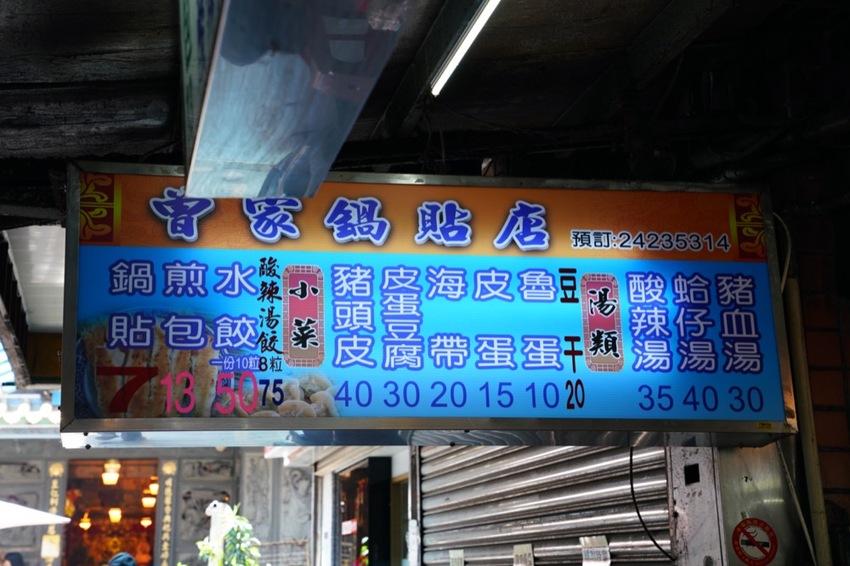 曾家鍋貼店
預訂:24235314
鍋貼 7
煎包 13
水餃 一份10粒 50
酸辣湯餃 8粒 75
小菜
豬頭皮 40
皮蛋豆腐 30
海帶 20
皮蛋 15
魯蛋 10
豆干 20
湯類
酸辣湯 35
蛤仔湯 40
豬血湯 30